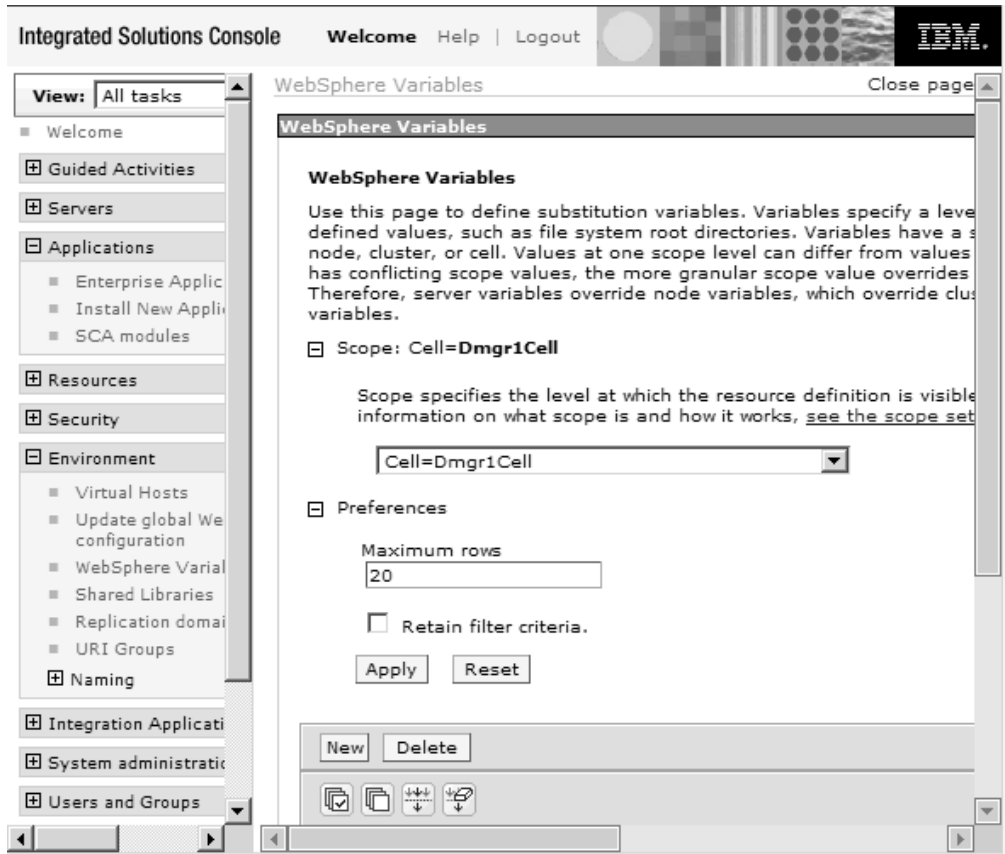 Integrated Solutions Console Welcome Help | Logout IBM.
View: All tasks
Welcome
Guided Activities
Servers
Applications
Enterprise Applic
Install New Appli
SCA modules
Resources
Security
Environment
Virtual Hosts
Update global We
configuration
WebSphere Varial
Shared Libraries
Replication domai
URI Groups
Naming
Integration Applicati
System administratic
Users and Groups
WebSphere Variables Close page
WebSphere Variables
WebSphere Variables
Use this page to define substitution variables. Variables specify a leve
defined values, such as file system root directories. Variables have a s
node, cluster, or cell. Values at one scope level can differ from values
has conflicting scope values, the more granular scope value overrides
Therefore, server variables override node variables, which override clus
variables.
Scope: Cell=Dmgr1Cell
Scope specifies the level at which the resource definition is visible
information on what scope is and how it works, see the scope set
Cell=Dmgr1Cell
Preferences
Maximum rows
20
Retain filter criteria.
Apply Reset
New Delete